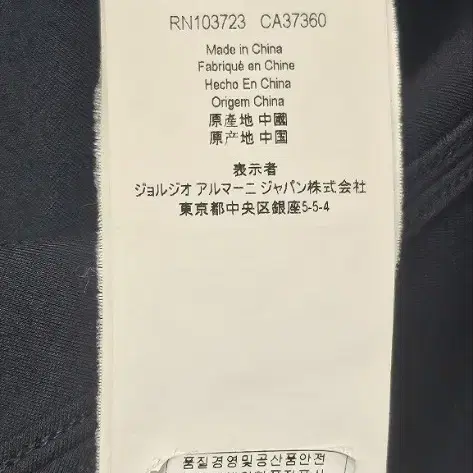 RN103723 CA37360
Made in China
Fabriqué en Chine
Hecho En China
Origem China
原產地 中國
原产地 中国
表示者
ジョルジオ アルマーニ ジャパン株式会社
東京都中央区銀座5-5-4
품질경영및공산품안전